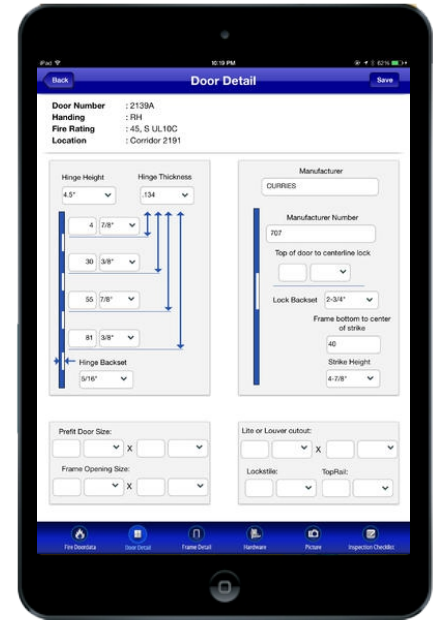 iPad
10:19 PM
62%
Back
Door Detail
Save
Door Number : 2139A
Handing : RH
Fire Rating : 45, S UL10C
Location : Corridor 2191
Hinge Height Hinge Thickness
4.5" .134
4 7/8"
30 3/8"
55 7/8"
81 3/8"
Hinge Backset
5/16"
Manufacturer
CURRIES
Manufacturer Number
707
Top of door to centerline lock
Lock Backset 2-3/4"
Frame bottom to center
of strike
40
Strike Height
4-7/8"
Prefit Door Size:
X
Frame Opening Size:
X
Lite or Louver cutout:
X
Lockstile: TopRail:
Fire Doordata Door Detail Frame Detail Hardware Picture Inspection Checklist